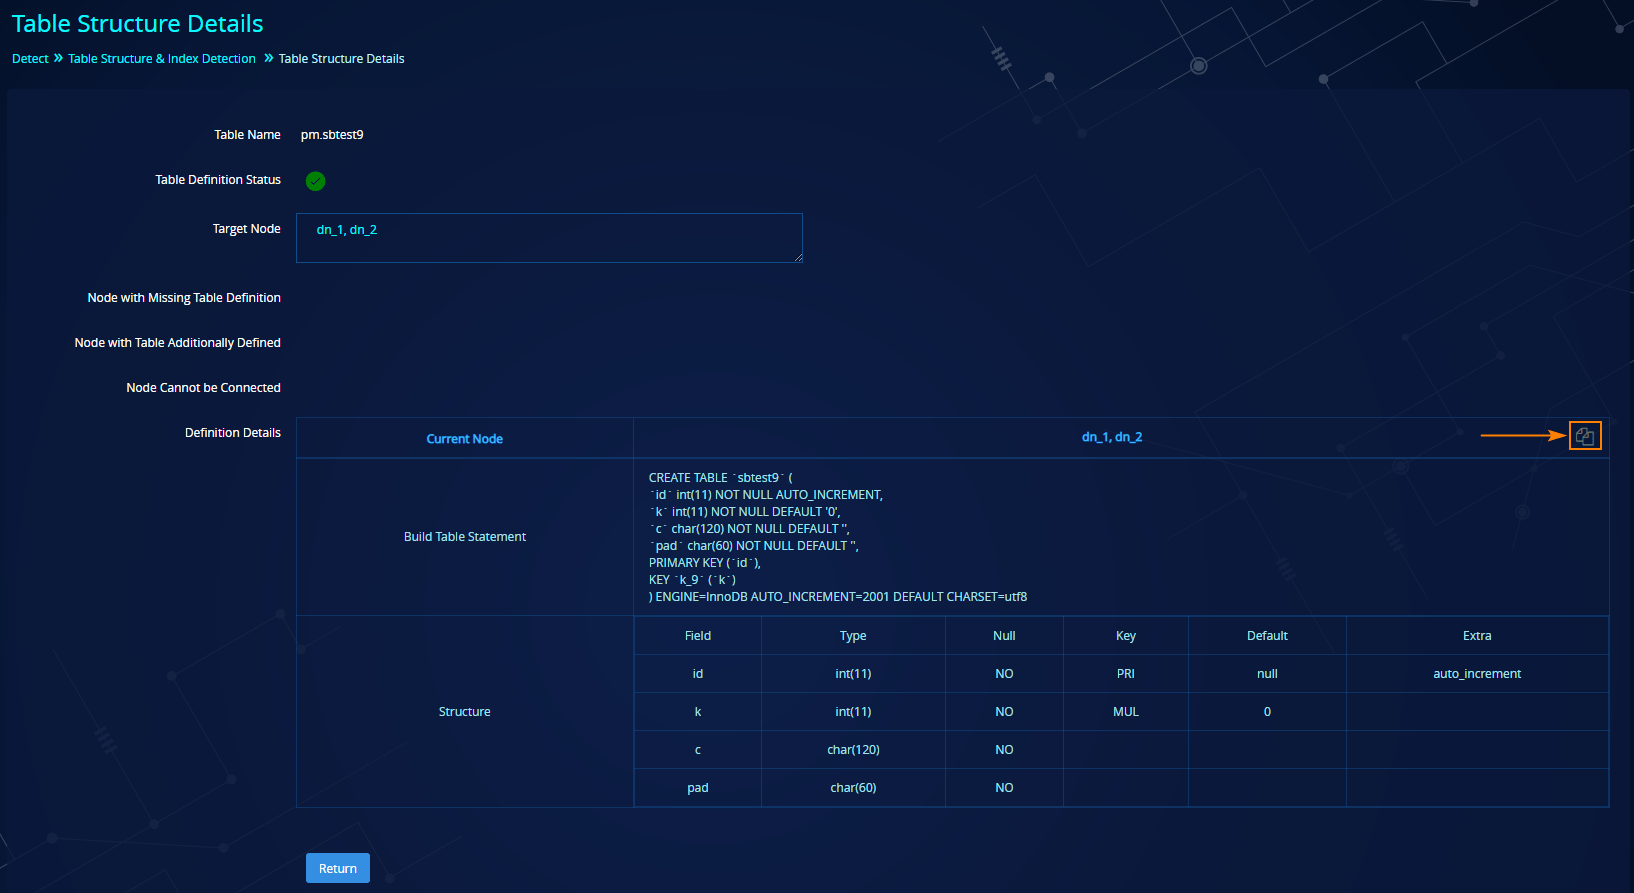 Table Structure Details
Detect » Table Structure & Index Detection » Table Structure Details
Table Name pm.sbtest9
Table Definition Status
Target Node dn_1, dn_2
Node with Missing Table Definition
Node with Table Additionally Defined
Node Cannot be Connected
Definition Details
Current Node dn_1, dn_2
Build Table Statement
CREATE TABLE `sbtest9` (
`id` int(11) NOT NULL AUTO_INCREMENT,
`k` int(11) NOT NULL DEFAULT '0',
`c` char(120) NOT NULL DEFAULT '',
`pad` char(60) NOT NULL DEFAULT '',
PRIMARY KEY (`id`),
KEY `k_9` (`k`)
) ENGINE=InnoDB AUTO_INCREMENT=2001 DEFAULT CHARSET=utf8
Structure
Field Type Null Key Default Extra
id int(11) NO PRI null auto_increment
k int(11) NO MUL 0
c char(120) NO
pad char(60) NO
Return